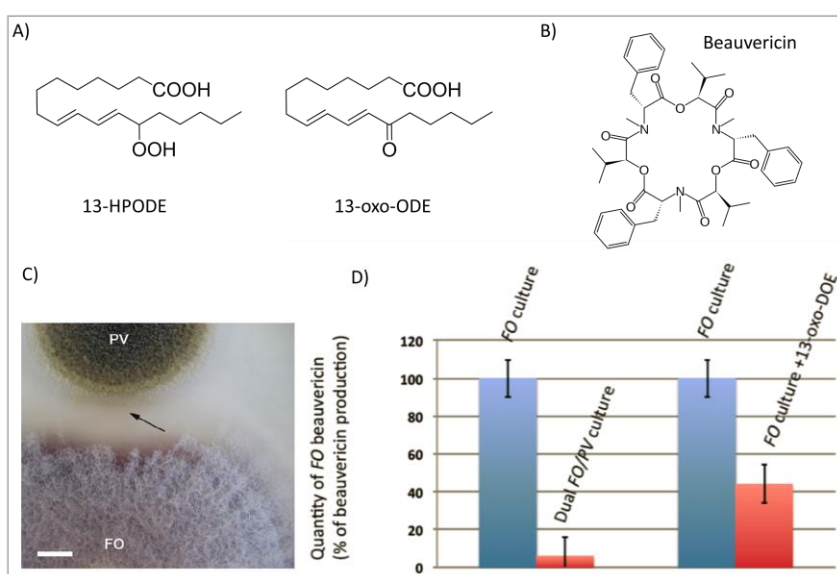 A)
COOH
OOH
13-HPODE
COOH
O
13-oxo-ODE
B)
Beauvericin
O
O
N
O
N
O
O
O
O
O
N
O
C)
PV
FO
D)
Quantity of FO beauvericin
(% of beauvericin production)
120
100
80
60
40
20
0
FO culture
Dual FO/PV culture
FO culture
FO culture +13-oxo-DOE